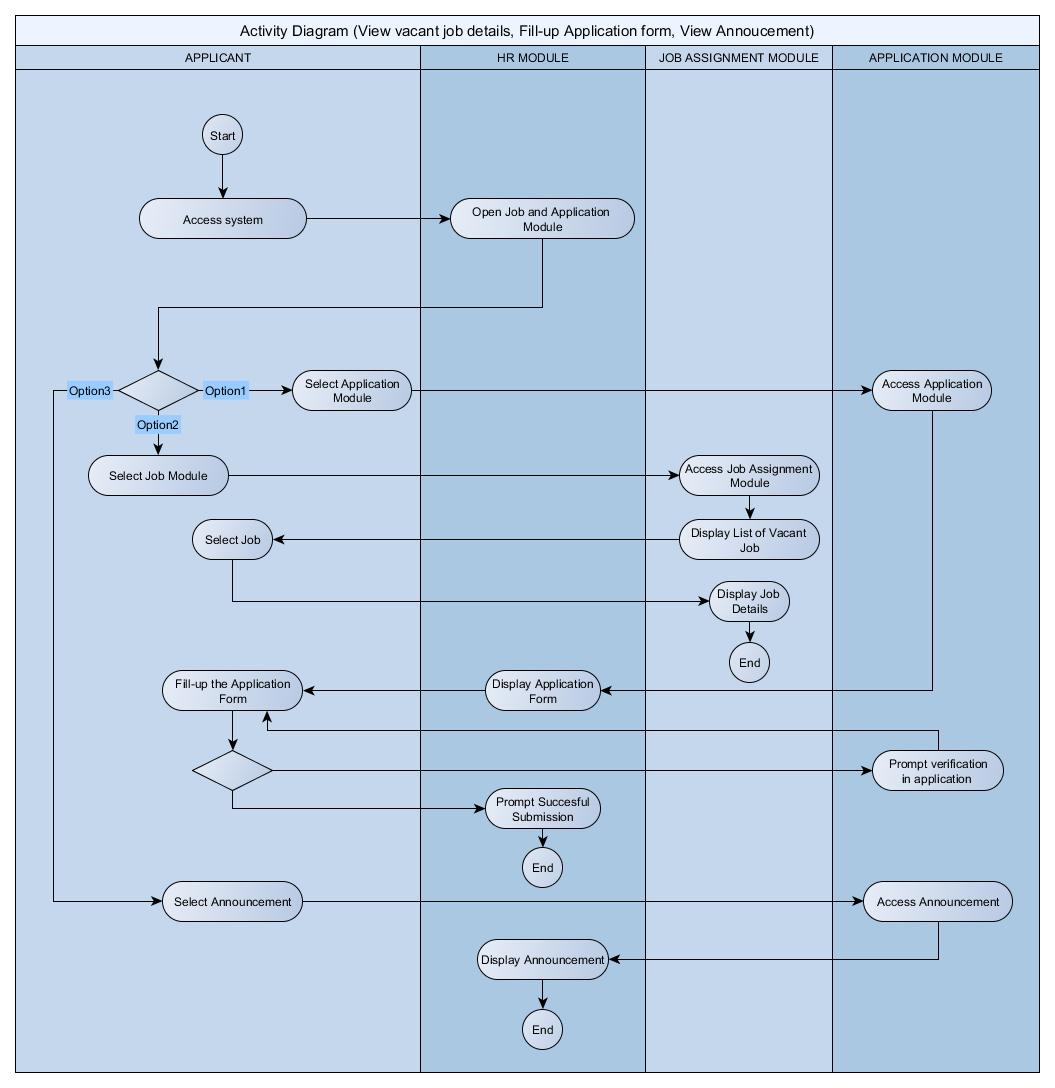 Activity Diagram (View vacant job details, Fill-up Application form, View Annoucement)
APPLICANT
HR MODULE
JOB ASSIGNMENT MODULE
APPLICATION MODULE
Start
Access system
Open Job and Application
Module
Option3
Option1
Select Application
Module
Access Application
Module
Option2
Select Job Module
Access Job Assignment
Module
Select Job
Display List of Vacant
Job
Display Job
Details
End
Fill-up the Application
Form
Display Application
Form
Prompt verification
in application
Prompt Succesful
Submission
End
Select Announcement
Access Announcement
Display Announcement
End